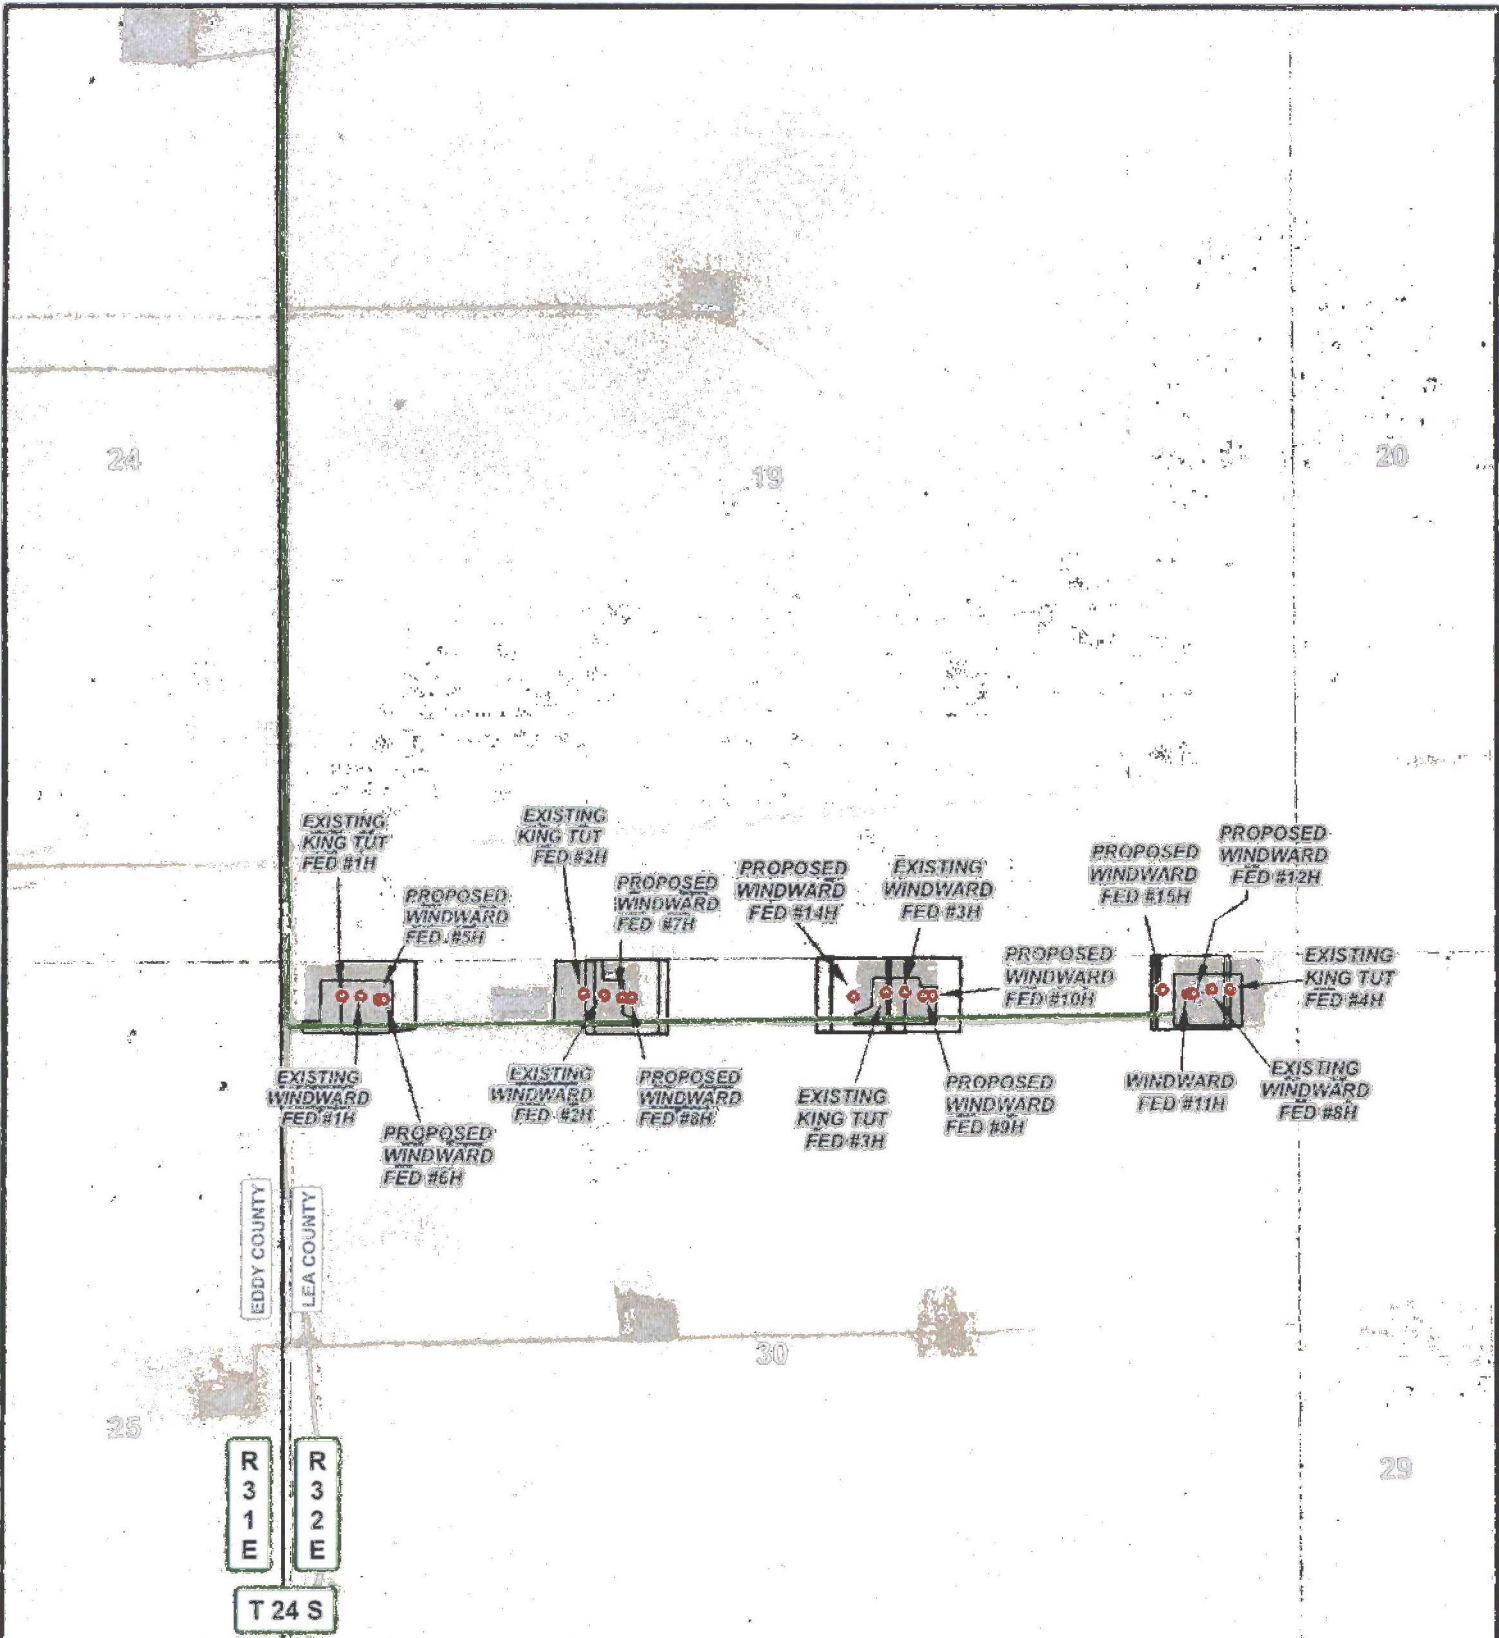 24
19
20
EXISTING
KING TUT
FED #1H
PROPOSED
WINDWARD
FED #5H
EXISTING
KING TUT
FED #2H
PROPOSED
WINDWARD
FED #7H
PROPOSED
WINDWARD
FED #14H
EXISTING
WINDWARD
FED #3H
PROPOSED
WINDWARD
FED #10H
PROPOSED
WINDWARD
FED #15H
PROPOSED
WINDWARD
FED #12H
EXISTING
KING TUT
FED #4H
EXISTING
WINDWARD
FED #1H
PROPOSED
WINDWARD
FED #6H
EXISTING
WINDWARD
FED #2H
PROPOSED
WINDWARD
FED #8H
EXISTING
KING TUT
FED #3H
PROPOSED
WINDWARD
FED #9H
WINDWARD
FED #11H
EXISTING
WINDWARD
FED #8H
EDDY COUNTY
LEA COUNTY
30
25
29
R
3
1
E
R
3
2
E
T 24 S